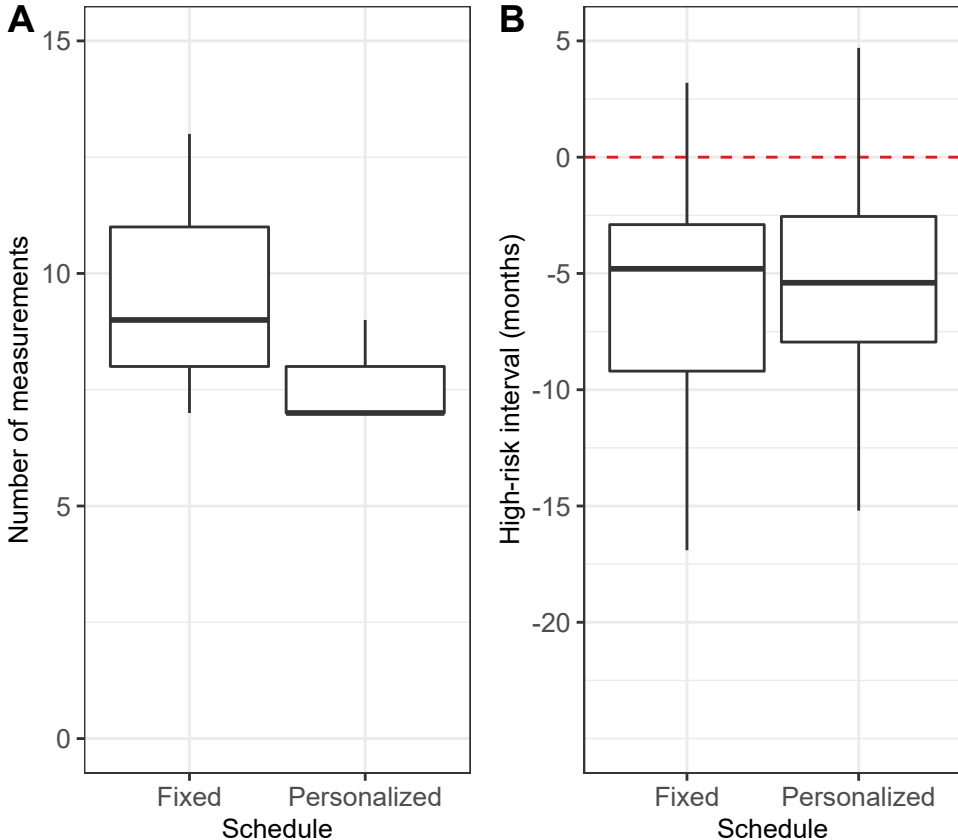 A
Number of measurements
15
10
5
0
Fixed Personalized
Schedule
B
High-risk interval (months)
5
0
-5
-10
-15
-20
Fixed Personalized
Schedule